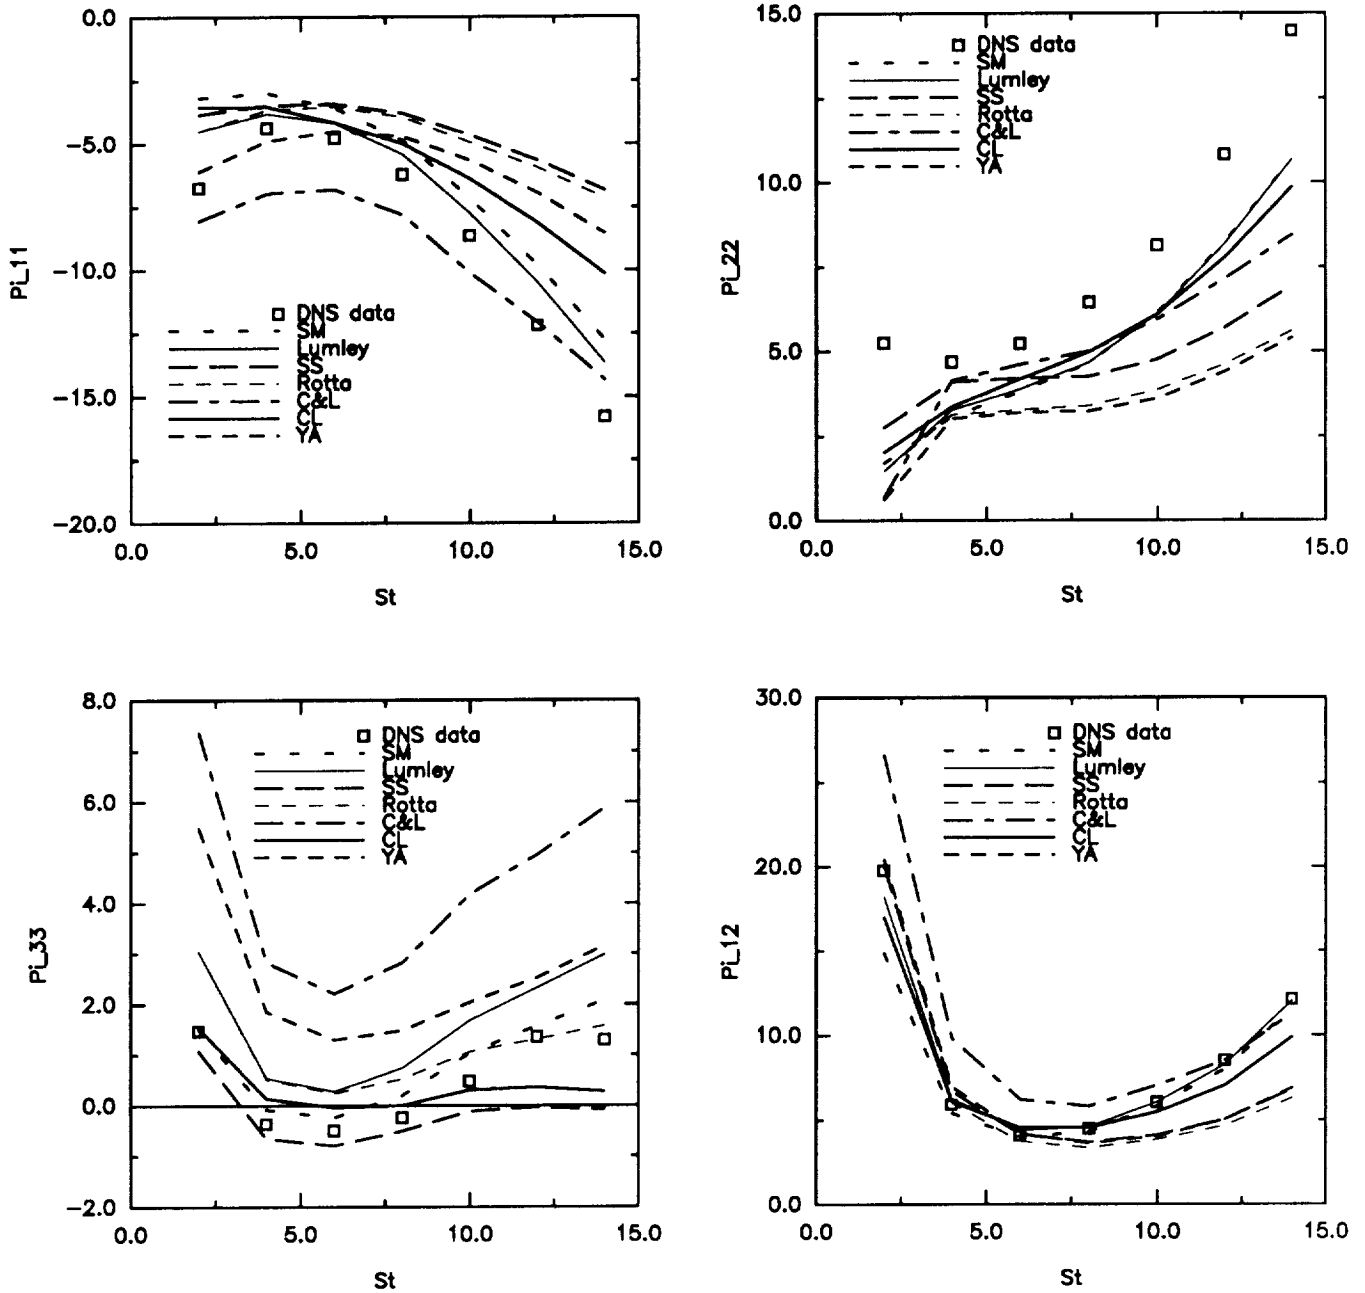 0.0
-5.0
-10.0
-15.0
-20.0
Pi_11
DNS data
SM
Lumley
SS
Rotta
C&L
CL
YA
0.0 5.0 10.0 15.0
St
15.0
10.0
5.0
0.0
Pi_22
DNS data
SM
Lumley
SS
Rotta
C&L
CL
YA
0.0 5.0 10.0 15.0
St
8.0
6.0
4.0
2.0
0.0
-2.0
Pi_33
DNS data
SM
Lumley
SS
Rotta
C&L
CL
YA
0.0 5.0 10.0 15.0
St
30.0
20.0
10.0
0.0
Pi_12
DNS data
SM
Lumley
SS
Rotta
C&L
CL
YA
0.0 5.0 10.0 15.0
St